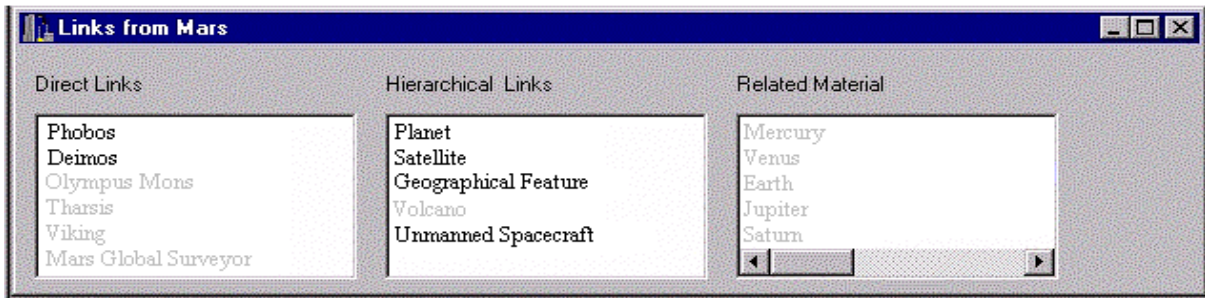 Links from Mars
Direct Links
Phobos
Deimos
Olympus Mons
Tharsis
Viking
Mars Global Surveyor
Hierarchical Links
Planet
Satellite
Geographical Feature
Volcano
Unmanned Spacecraft
Related Material
Mercury
Venus
Earth
Jupiter
Saturn